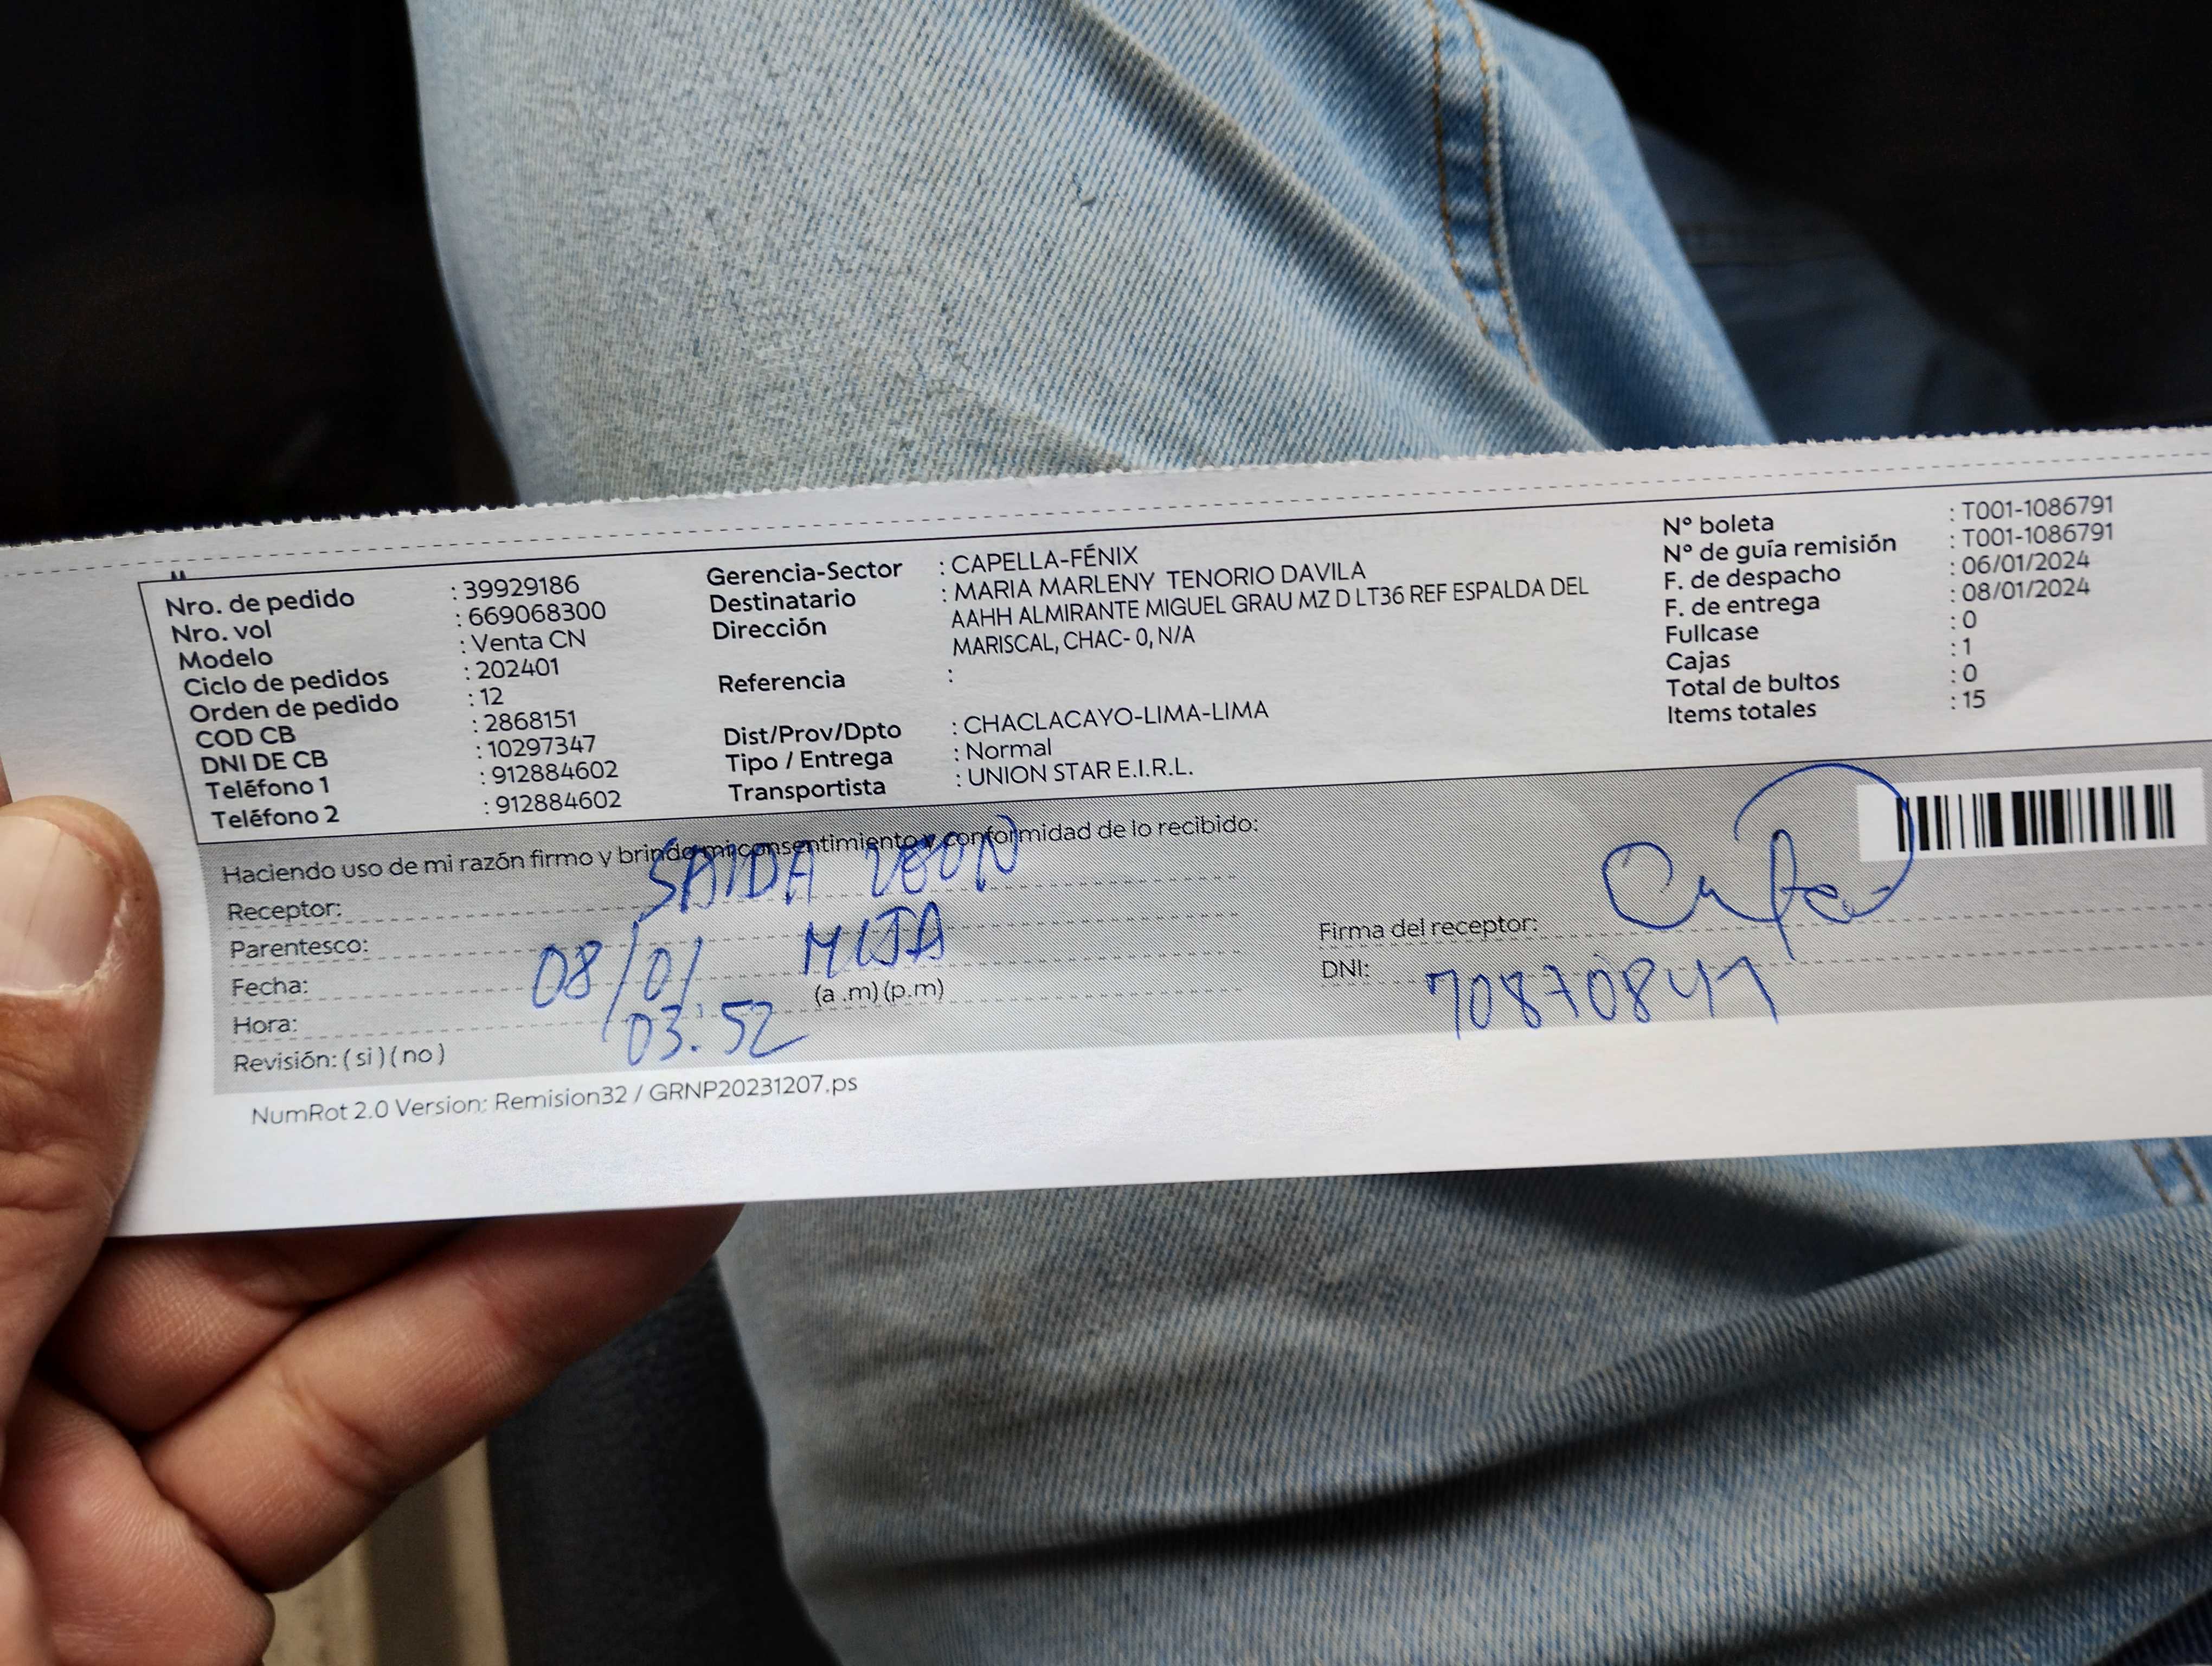 Nro. de pedido : 39929186
Nro. vol : 669068300
Modelo : Venta CN
Ciclo de pedidos : 202401
Orden de pedido : 12
COD CB : 2868151
DNI DE CB : 10297347
Teléfono 1 : 912884602
Teléfono 2 : 912884602
Gerencia-Sector : CAPELLA-FÉNIX
Destinatario : MARIA MARLENY TENORIO DAVILA
Dirección AAHH ALMIRANTE MIGUEL GRAU MZ D LT36 REF ESPALDA DEL
MARISCAL, CHAC- 0, N/A
Referencia :
Dist/Prov/Dpto : CHACLACAYO-LIMA-LIMA
Tipo / Entrega : Normal
Transportista : UNION STAR E.I.R.L.
Nº boleta : T001-1086791
Nº de guía remisión : T001-1086791
F. de despacho : 06/01/2024
F. de entrega : 08/01/2024
Fullcase : 0
Cajas : 1
Total de bultos : 0
Items totales : 15
Haciendo uso de mi razón firmo y brindo mi consentimiento y conformidad de lo recibido:
Receptor: SAIDA LEON
Parentesco: HIJA
Fecha: 08/01
Hora: 03:52 (a .m) (p.m)
Revisión: ( si ) ( no )
Firma del receptor:
DNI:
NumRot 2.0 Version: Remision32 / GRNP20231207.ps